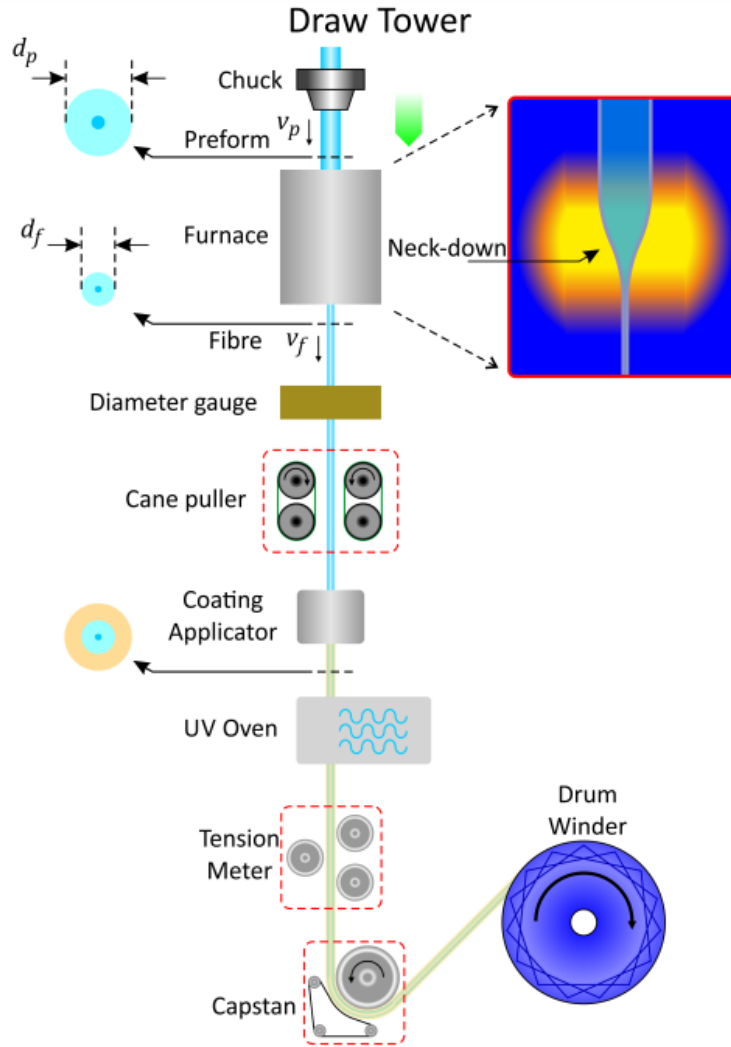 Draw Tower
d_p
Chuck
v_p
Preform
d_f
Furnace
Neck-down
Fibre
v_f
Diameter gauge
Cane puller
Coating
Applicator
UV Oven
Drum
Winder
Tension
Meter
Capstan